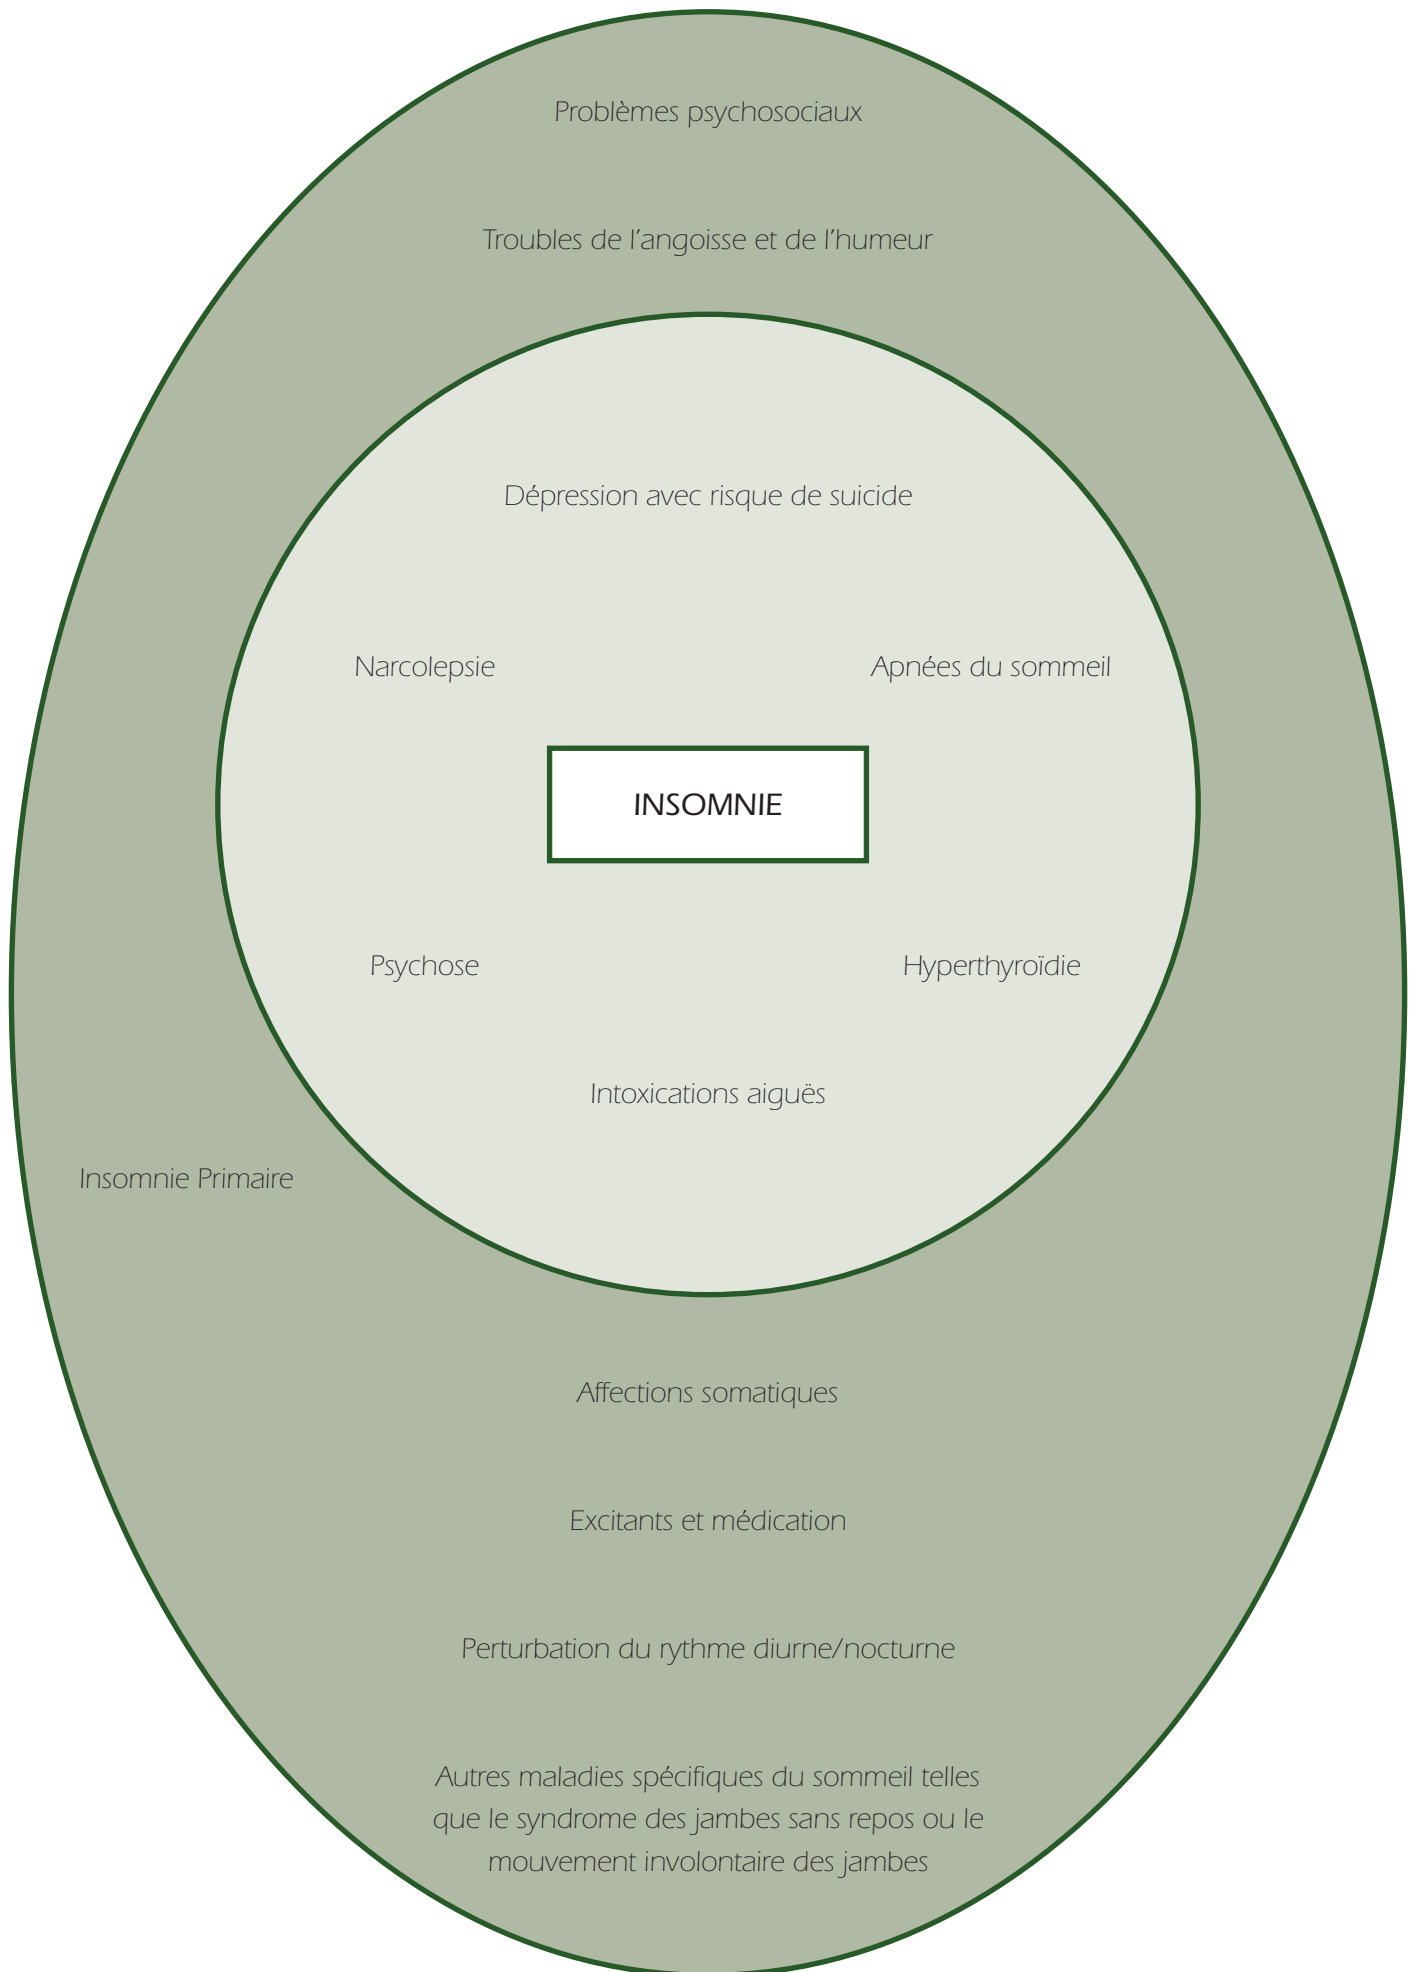 Problèmes psychosociaux
Troubles de l’angoisse et de l’humeur
Dépression avec risque de suicide
Narcolepsie
Apnées du sommeil
INSOMNIE
Psychose
Hyperthyroïdie
Intoxications aiguës
Insomnie Primaire
Affections somatiques
Excitants et médication
Perturbation du rythme diurne/nocturne
Autres maladies spécifiques du sommeil telles
que le syndrome des jambes sans repos ou le
mouvement involontaire des jambes